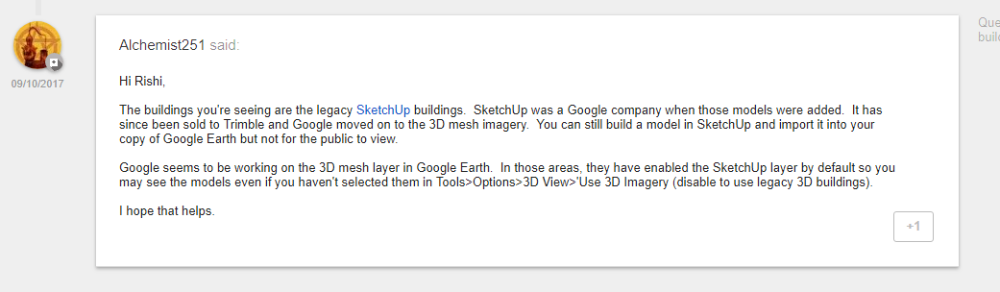 Alchemist251 said:
09/10/2017
Hi Rishi,
The buildings you're seeing are the legacy SketchUp buildings.  SketchUp was a Google company when those models were added.  It has
since been sold to Trimble and Google moved on to the 3D mesh imagery.  You can still build a model in SketchUp and import it into your
copy of Google Earth but not for the public to view.
Google seems to be working on the 3D mesh layer in Google Earth.  In those areas, they have enabled the SketchUp layer by default so you
may see the models even if you haven't selected them in Tools>Options>3D View>'Use 3D Imagery (disable to use legacy 3D buildings).
I hope that helps.
+1